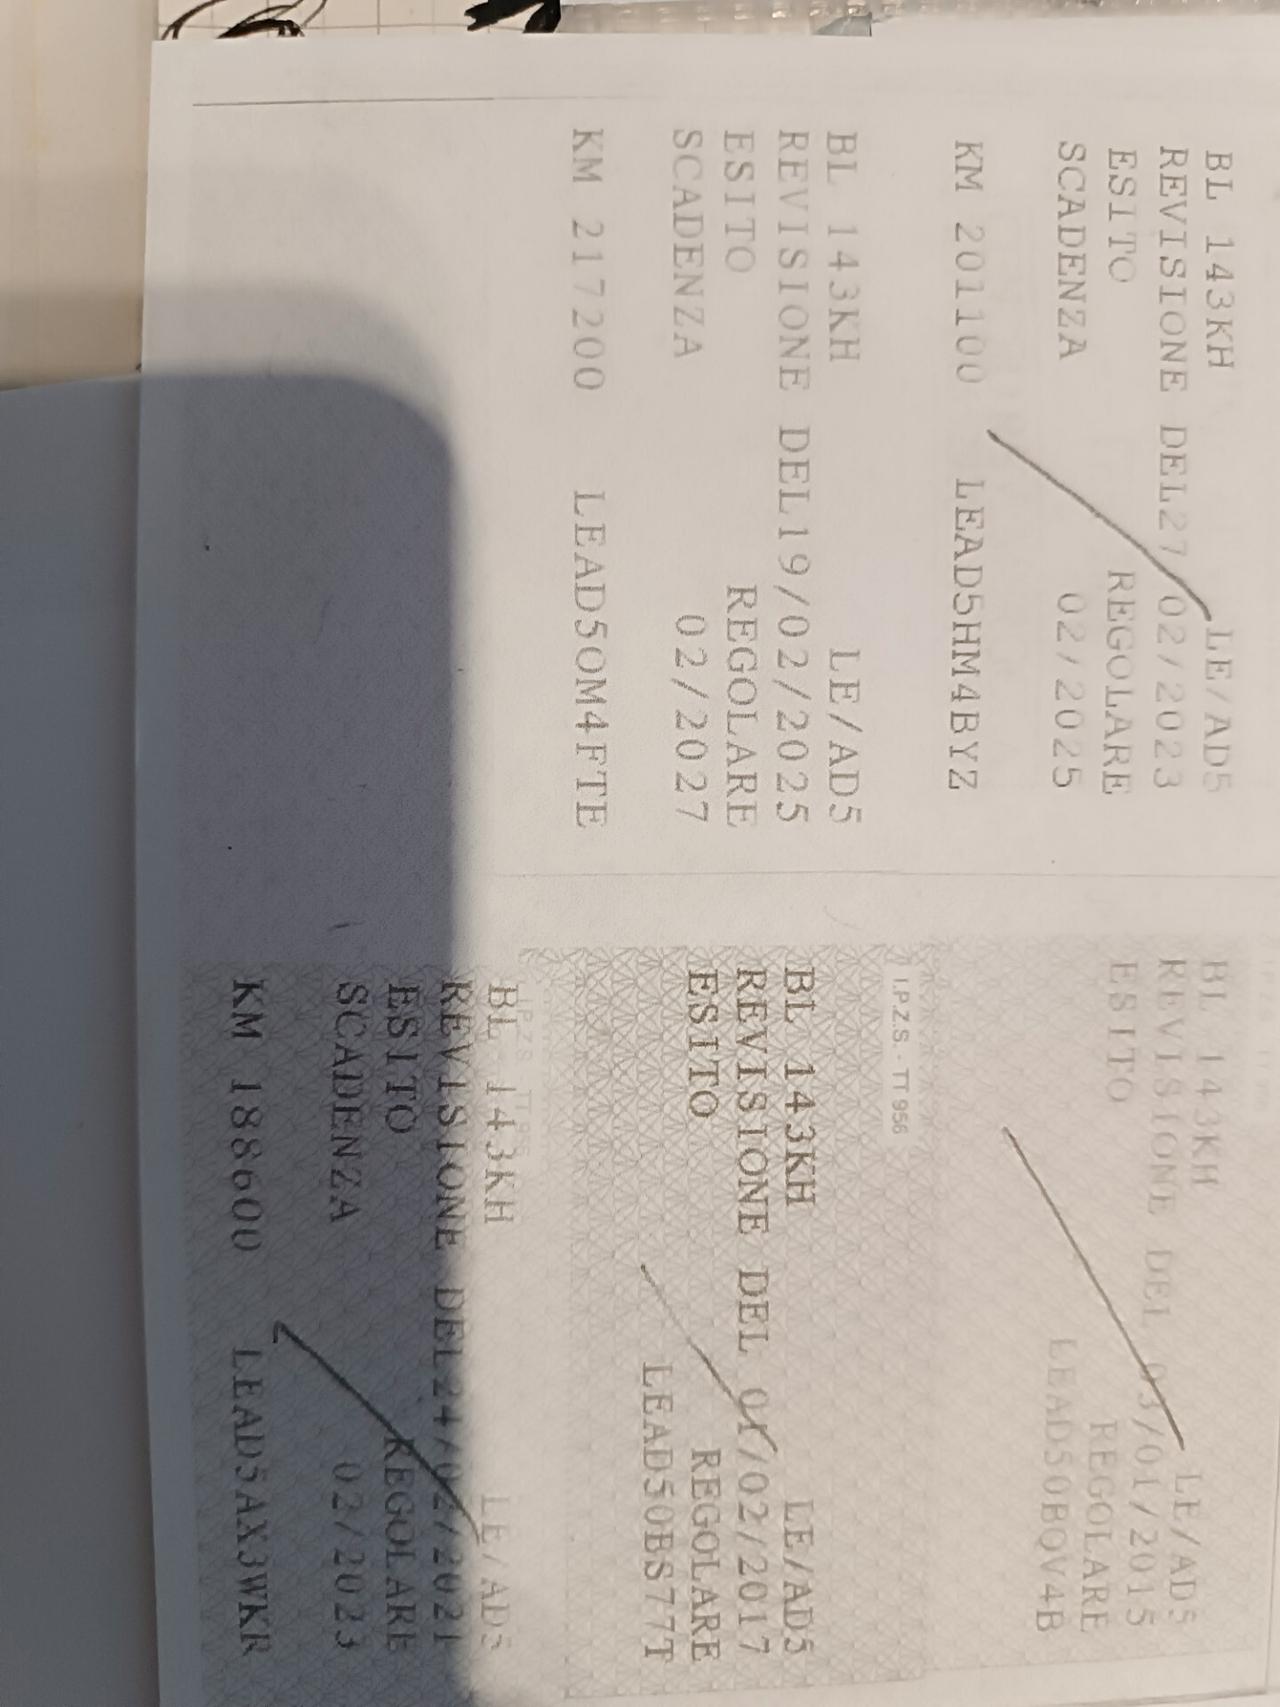 BL 143KH LE/AD5
REVISIONE DEL27/02/2023
ESITO REGOLARE
SCADENZA 02/2025
KM 201100 LEAD5HM4BYZ
BL 143KH LE/AD5
REVISIONE DEL19/02/2025
ESITO REGOLARE
SCADENZA 02/2027
KM 217200 LEAD5OM4FTE
BL 143KH LE/AD5
REVISIONE DEL 03/01/2015
ESITO REGOLARE
LEAD50BQV4B
I.P.Z.S. - TT 956
BL 143KH LE/AD5
REVISIONE DEL 01/02/2017
ESITO REGOLARE
LEAD50BS77T
BL 143KH LE/AD5
REVISIONE DEL24/02/2021
ESITO REGOLARE
SCADENZA 02/2023
KM 188600 LEAD5AX3WKR